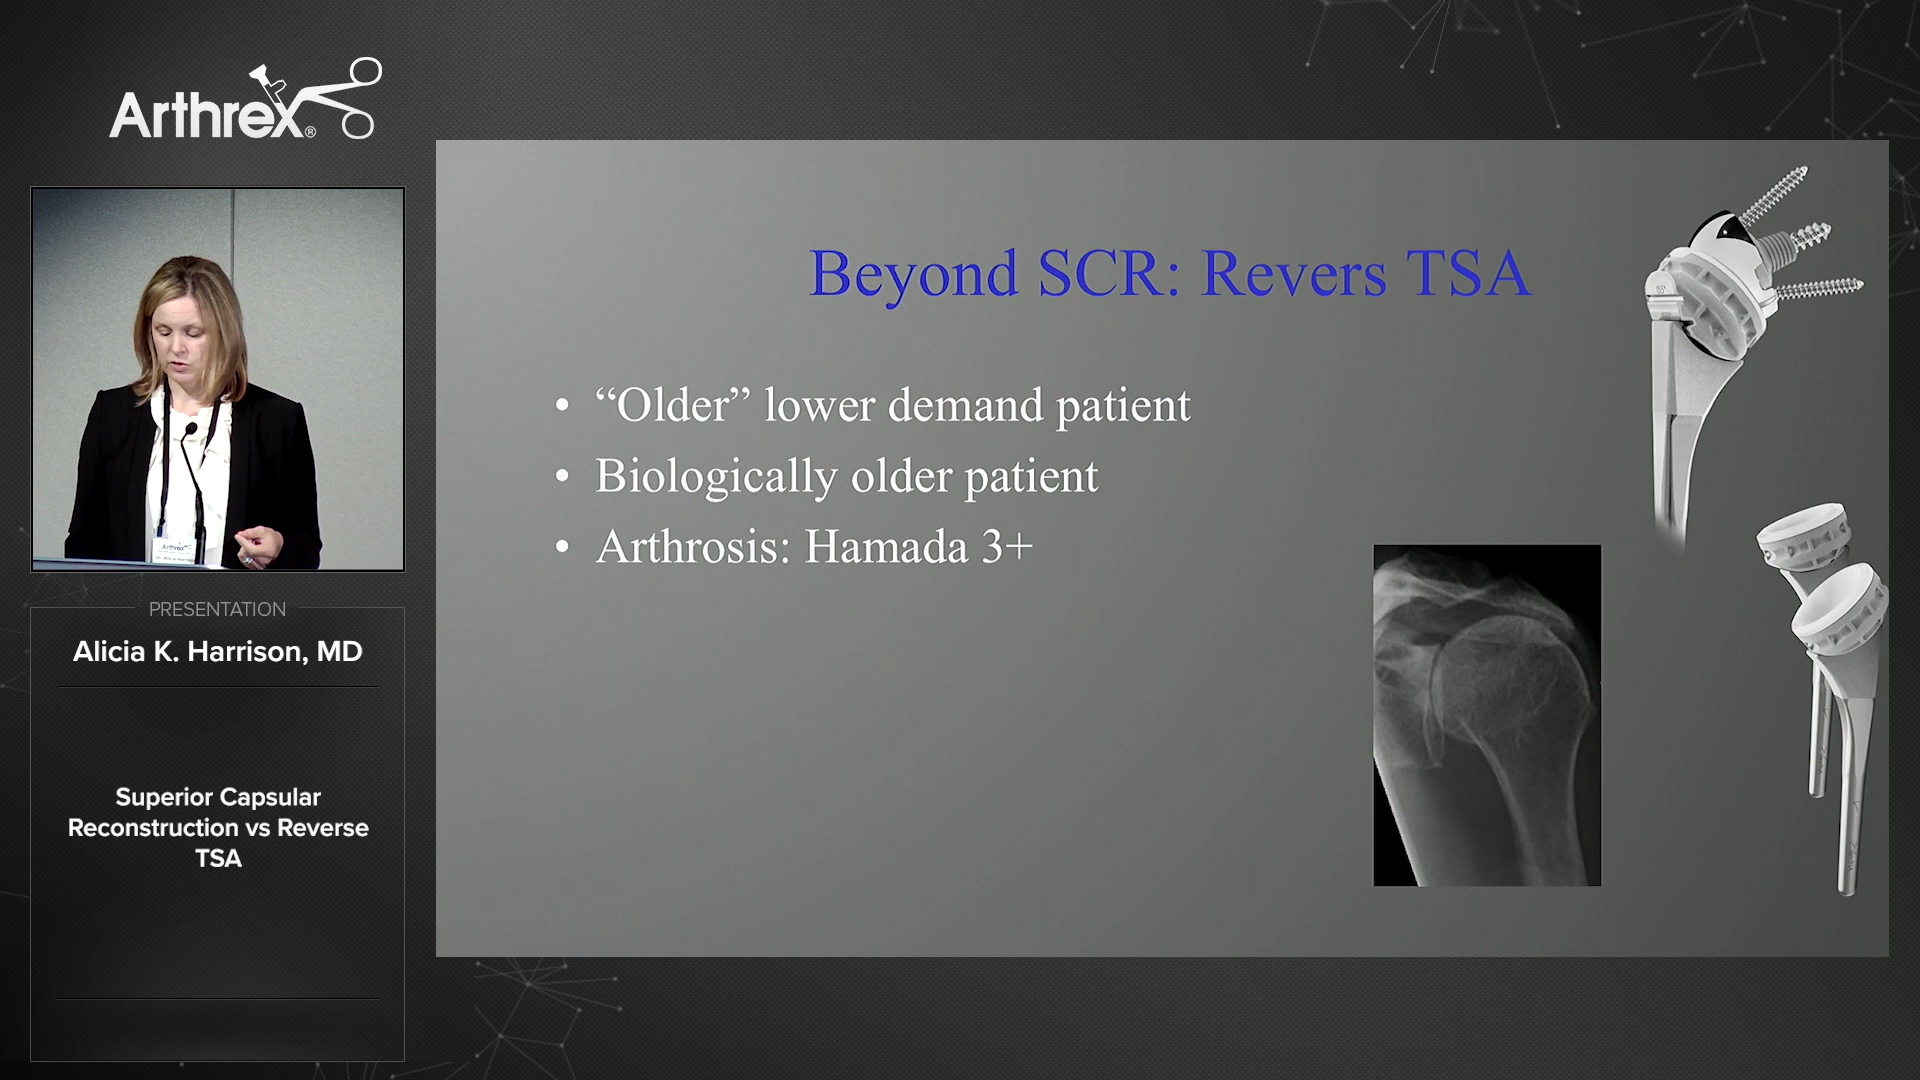 Arthrex®
Beyond SCR: Revers TSA
• “Older” lower demand patient
• Biologically older patient
• Arthrosis: Hamada 3+
Arthrex
PRESENTATION
Alicia K. Harrison, MD
Superior Capsular
Reconstruction vs Reverse
TSA